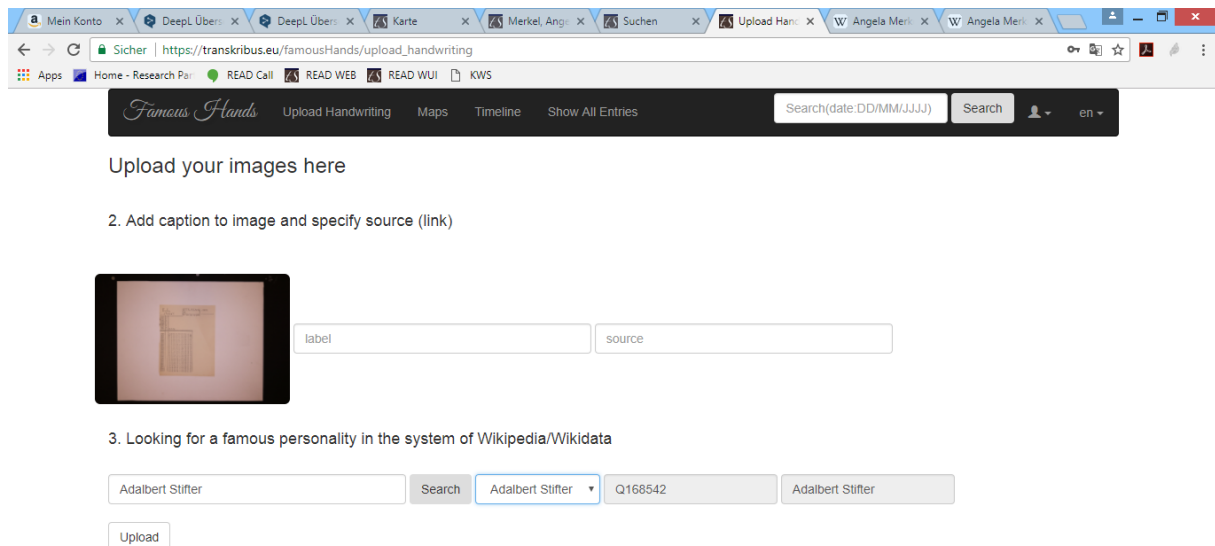 Mein Konto DeepL Übers DeepL Übers Karte Merkel, Ange Suchen Upload Hand Angela Merk Angela Merk
Sicher https://transkribus.eu/famousHands/upload_handwriting
Apps Home - Research Par READ Call READ WEB READ WUI KWS
Famous Hands Upload Handwriting Maps Timeline Show All Entries Search(date:DD/MM/JJJJ) Search en
Upload your images here
2. Add caption to image and specify source (link)
label source
3. Looking for a famous personality in the system of Wikipedia/Wikidata
Adalbert Stifter Search Adalbert Stifter Q168542 Adalbert Stifter
Upload